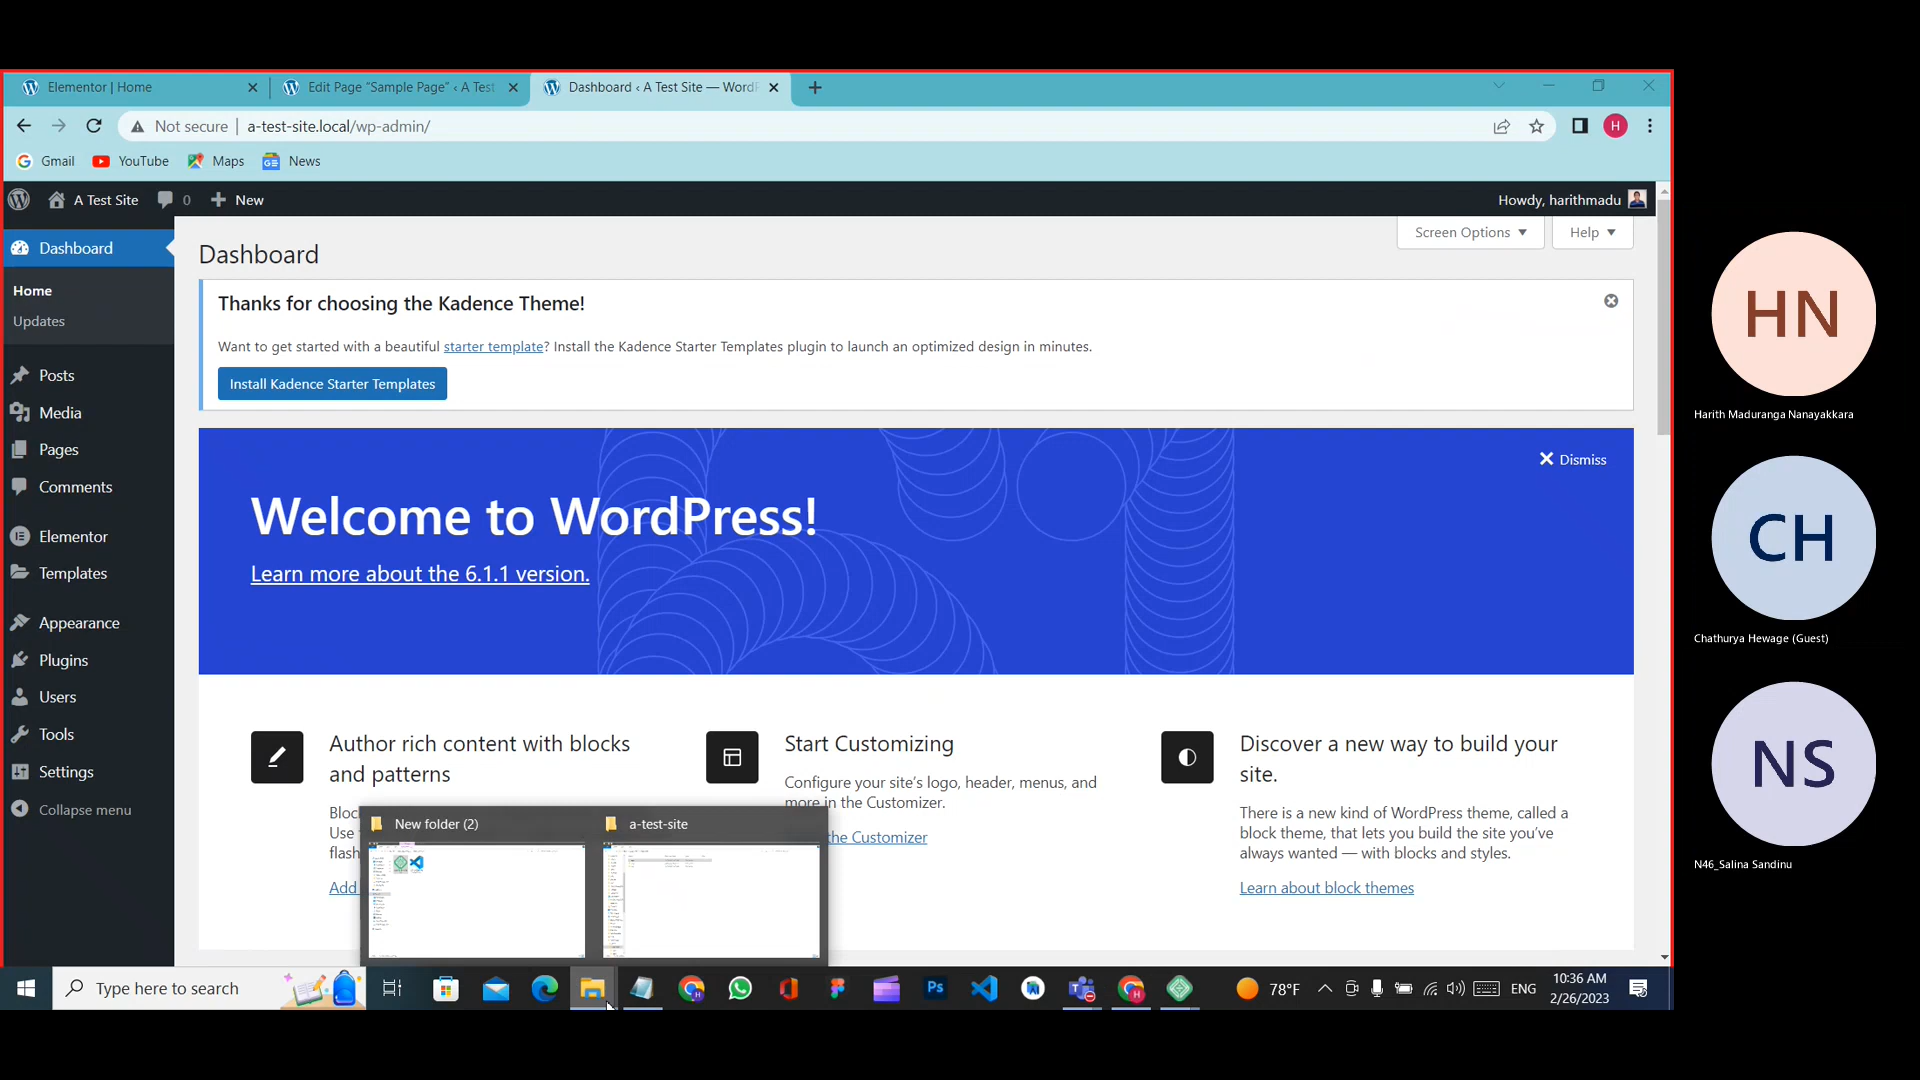 Elementor | Home
Edit Page "Sample Page" ‹ A Test
Dashboard ‹ A Test Site — WordP
Not secure
a-test-site.local/wp-admin/
H
Gmail
YouTube
Maps
News
A Test Site
0
New
Howdy, harithmadu
Dashboard
Home
Updates
Posts
Media
Pages
Comments
Elementor
Templates
Appearance
Plugins
Users
Tools
Settings
Collapse menu
Screen Options
Help
Dashboard
Thanks for choosing the Kadence Theme!
Want to get started with a beautiful starter template? Install the Kadence Starter Templates plugin to launch an optimized design in minutes.
Install Kadence Starter Templates
Dismiss
Welcome to WordPress!
Learn more about the 6.1.1 version.
Author rich content with blocks
and patterns
Bloc
Use
flash
Add
Start Customizing
Configure your site's logo, header, menus, and
more in the Customizer.
the Customizer
Discover a new way to build your
site.
There is a new kind of WordPress theme, called a
block theme, that lets you build the site you've
always wanted — with blocks and styles.
Learn about block themes
New folder (2)
a-test-site
Type here to search
Ps
78°F
ENG
10:36 AM
2/26/2023
HN
Harith Maduranga Nanayakkara
CH
Chathurya Hewage (Guest)
NS
N46_Salina Sandinu